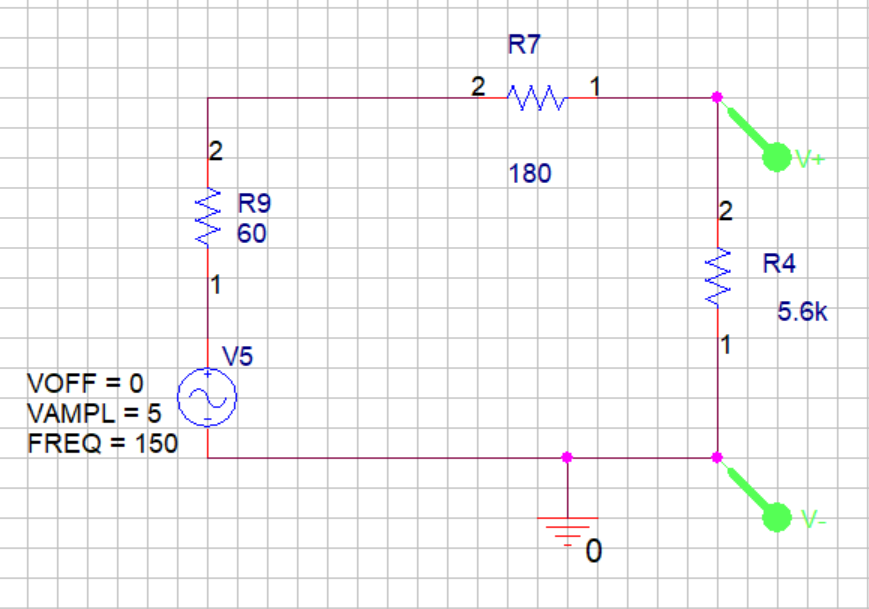 R7
2
1
180
V+
2
R9
60
1
2
R4
5.6k
1
V5
VOFF = 0
VAMPL = 5
FREQ = 150
V-
0